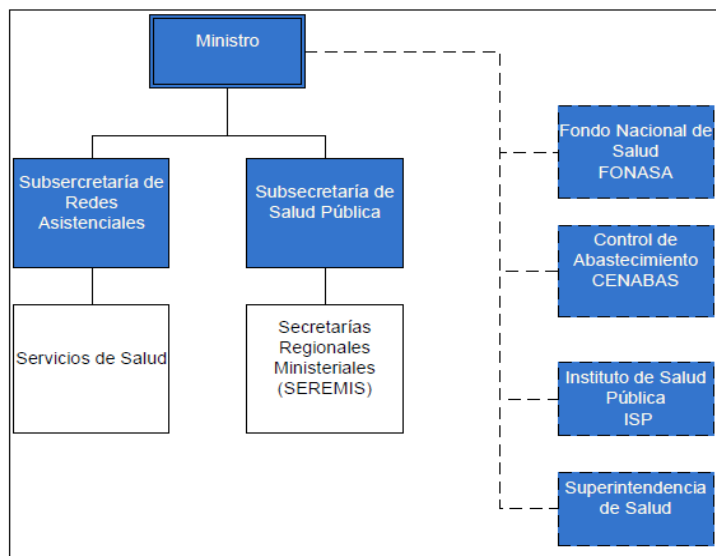 Ministro
Subsercretaría de
Redes
Asistenciales
Subsecretaría de
Salud Pública
Servicios de Salud
Secretarías
Regionales
Ministeriales
(SEREMIS)
Fondo Nacional de
Salud
FONASA
Control de
Abastecimiento
CENABAS
Instituto de Salud
Pública
ISP
Superintendencia
de Salud